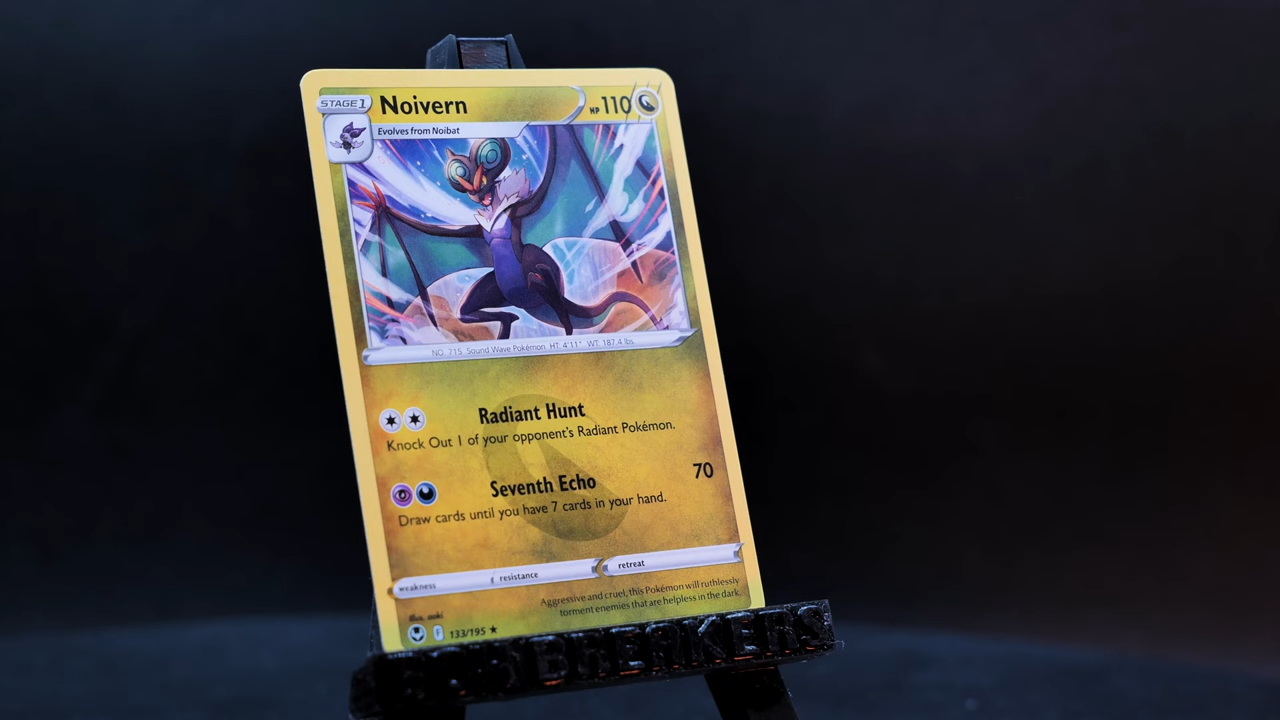 STAGE 1 Noivern HP 110
Evolves from Noibat
NO. 715 Sound Wave Pokémon HT: 4'11" WT: 187.4 lbs.
Radiant Hunt
Knock Out 1 of your opponent's Radiant Pokémon.
Seventh Echo 70
Draw cards until you have 7 cards in your hand.
weakness resistance retreat
Aggressive and cruel, this Pokémon will ruthlessly
torment enemies that are helpless in the dark.
Illus. aoki
F 133/195 ★
BREAKERS